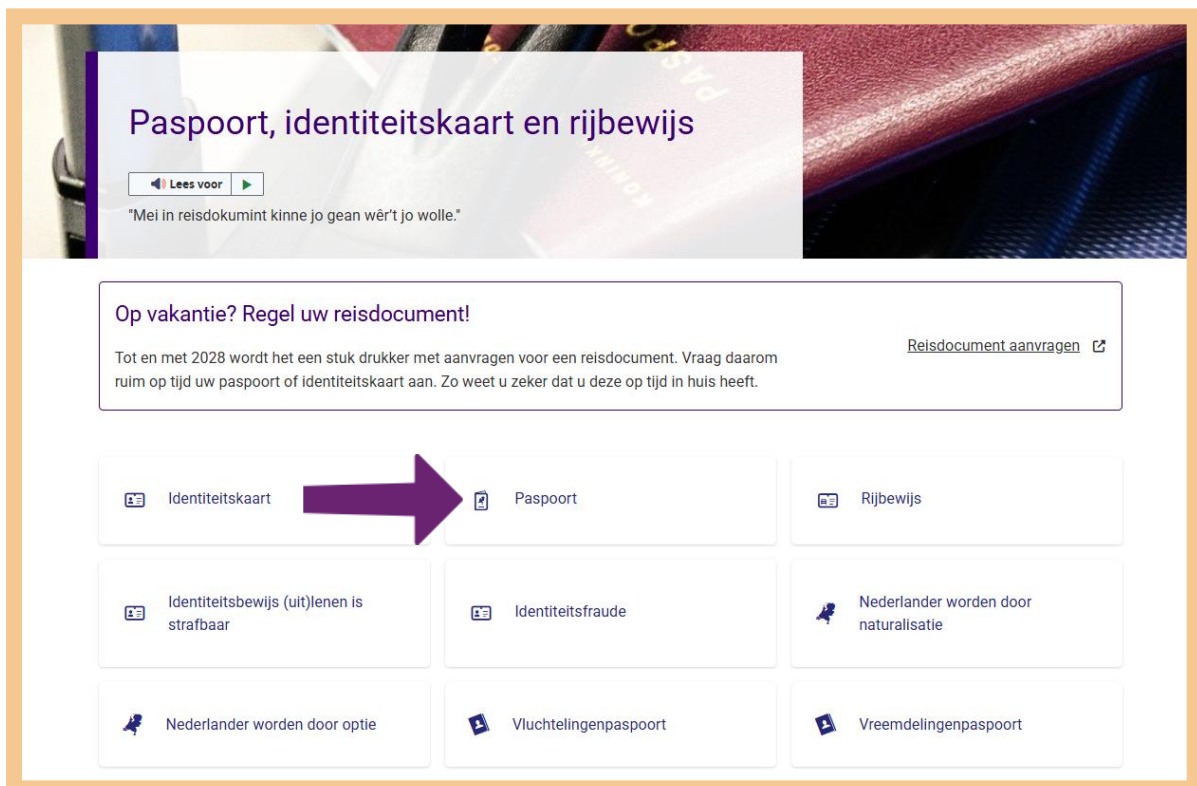 PASPO
KONINK
Paspoort, identiteitskaart en rijbewijs
Lees voor
"Mei in reisdokumint kinne jo gean wêr't jo wolle."
Op vakantie? Regel uw reisdocument!
Tot en met 2028 wordt het een stuk drukker met aanvragen voor een reisdocument. Vraag daarom
ruim op tijd uw paspoort of identiteitskaart aan. Zo weet u zeker dat u deze op tijd in huis heeft.
Reisdocument aanvragen
Identiteitskaart
Paspoort
Rijbewijs
Identiteitsbewijs (uit)lenen is
strafbaar
Identiteitsfraude
Nederlander worden door
naturalisatie
Nederlander worden door optie
Vluchtelingenpaspoort
Vreemdelingenpaspoort